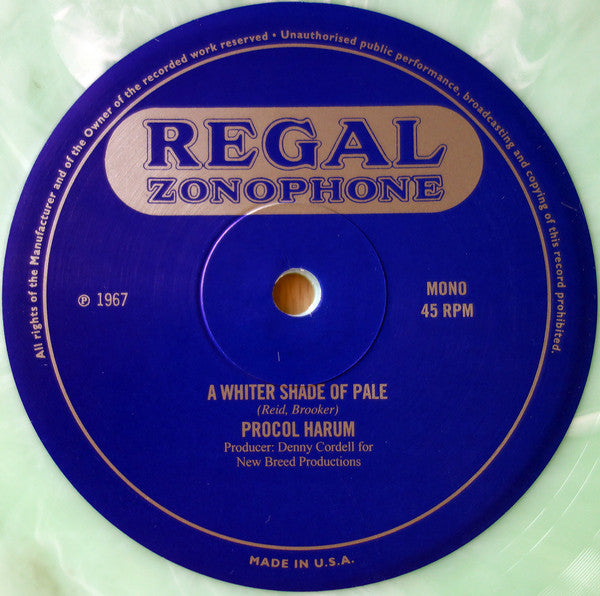 All rights of the Manufacturer and of the Owner of the recorded work reserved • Unauthorised public performance, broadcasting and copying of this record prohibited.
REGAL
ZONOPHONE
℗ 1967
MONO
45 RPM
A WHITER SHADE OF PALE
(Reid, Brooker)
PROCOL HARUM
Producer: Denny Cordell for
New Breed Productions
MADE IN U.S.A.